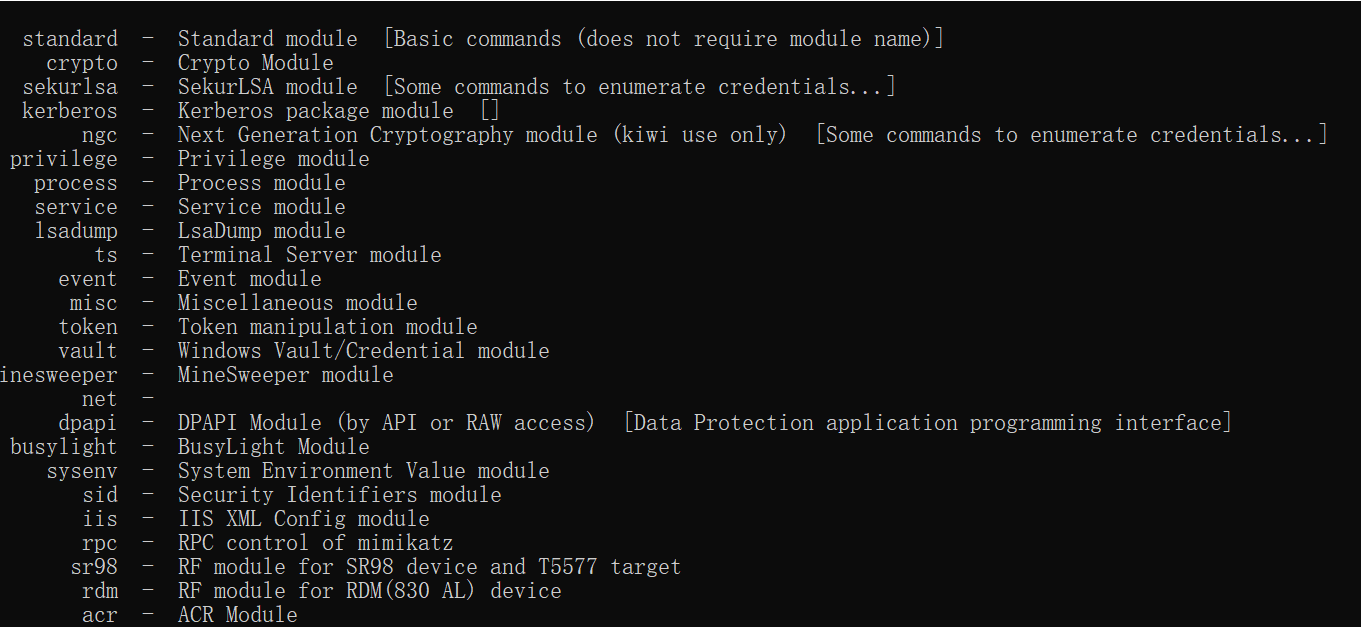 standard - Standard module [Basic commands (does not require module name)]
crypto - Crypto Module
sekurlsa - SekurLSA module [Some commands to enumerate credentials...]
kerberos - Kerberos package module []
ngc - Next Generation Cryptography module (kiwi use only) [Some commands to enumerate credentials...]
privilege - Privilege module
process - Process module
service - Service module
lsadump - LsaDump module
ts - Terminal Server module
event - Event module
misc - Miscellaneous module
token - Token manipulation module
vault - Windows Vault/Credential module
inesweeper - MineSweeper module
net -
dpapi - DPAPI Module (by API or RAW access) [Data Protection application programming interface]
busylight - BusyLight Module
sysenv - System Environment Value module
sid - Security Identifiers module
iis - IIS XML Config module
rpc - RPC control of mimikatz
sr98 - RF module for SR98 device and T5577 target
rdm - RF module for RDM(830 AL) device
acr - ACR Module